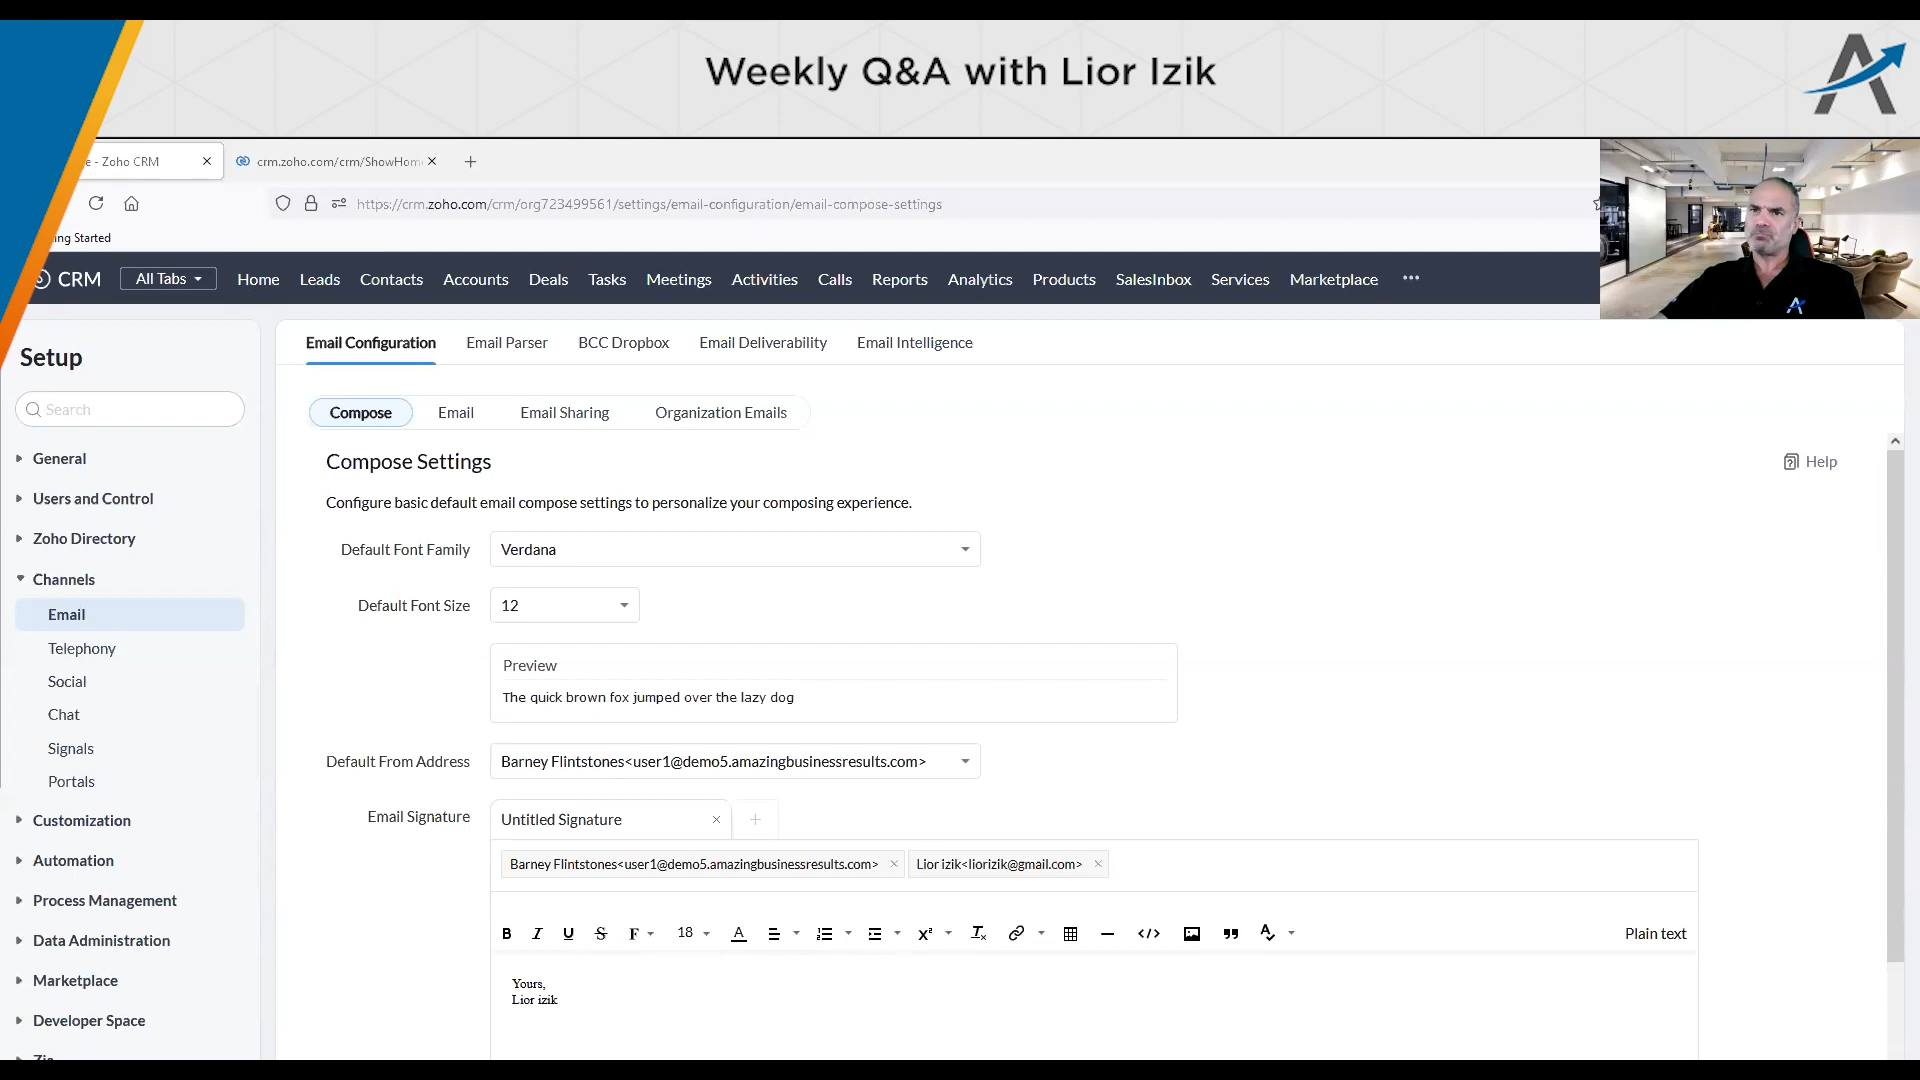 Weekly Q&A with Lior Izik
e - Zoho CRM
crm.zoho.com/crm/ShowHom
https://crm.zoho.com/crm/org723499561/settings/email-configuration/email-compose-settings
ing Started
CRM
All Tabs
Home
Leads
Contacts
Accounts
Deals
Tasks
Meetings
Activities
Calls
Reports
Analytics
Products
SalesInbox
Services
Marketplace
Setup
Search
General
Users and Control
Zoho Directory
Channels
Email
Telephony
Social
Chat
Signals
Portals
Customization
Automation
Process Management
Data Administration
Marketplace
Developer Space
Email Configuration
Email Parser
BCC Dropbox
Email Deliverability
Email Intelligence
Compose
Email
Email Sharing
Organization Emails
Compose Settings
Help
Configure basic default email compose settings to personalize your composing experience.
Default Font Family
Verdana
Default Font Size
12
Preview
The quick brown fox jumped over the lazy dog
Default From Address
Barney Flintstones<user1@demo5.amazingbusinessresults.com>
Email Signature
Untitled Signature
Barney Flintstones<user1@demo5.amazingbusinessresults.com>
Lior izik<liorizik@gmail.com>
B I U S F 18 A
Plain text
Yours,
Lior izik